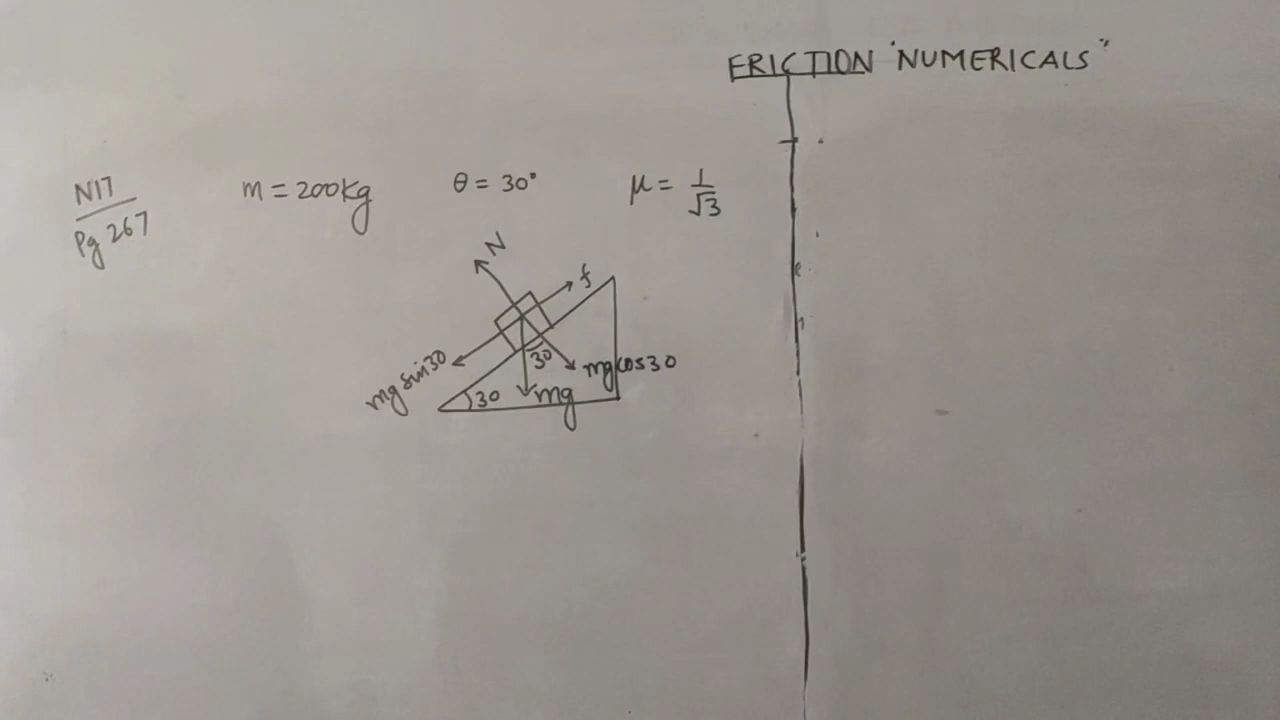 FRICTION "NUMERICALS"
N17
Pg 267
m = 200kg θ = 30° μ = 1/√3
N
f
mg sin30
30
mg cos30
30
mg